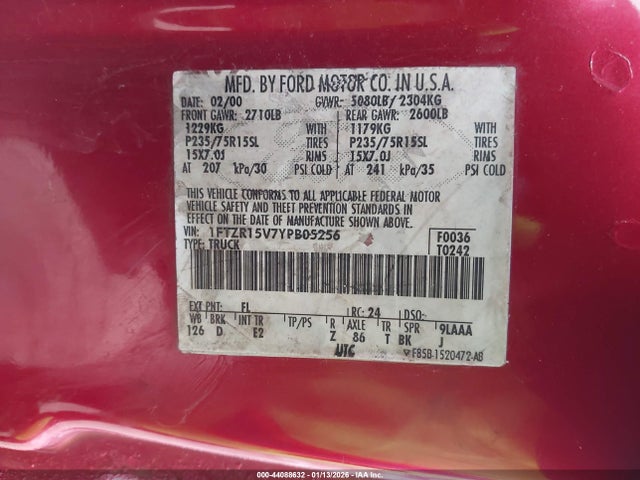 MFD. BY FORD MOTOR CO. IN U.S.A.
DATE: 02/00 GVWR: 5080LB/ 2304KG
FRONT GAWR: 2710LB REAR GAWR: 2600LB
1229KG WITH 1179KG WITH
P235/75R15SL TIRES P235/75R15SL TIRES
15X7.0J RIMS 15X7.0J RIMS
AT 207 kPa/30 PSI COLD AT 241 kPa/35 PSI COLD
THIS VEHICLE CONFORMS TO ALL APPLICABLE FEDERAL MOTOR
VEHICLE SAFETY AND THEFT PREVENTION STANDARDS IN
EFFECT ON THE DATE OF MANUFACTURE SHOWN ABOVE.
VIN: 1FTZR15V7YPB05256 F0036
TYPE: TRUCK T0242
EXT PNT: FL RC: 24 DSO:
WB BRK INT TR TP/PS R AXLE TR SPR 9LAAA
126 D E2 Z 86 T BK J
UTC ▽F85B-1520472-AB
000-44088632 - 01/13/2026 - IAA Inc.